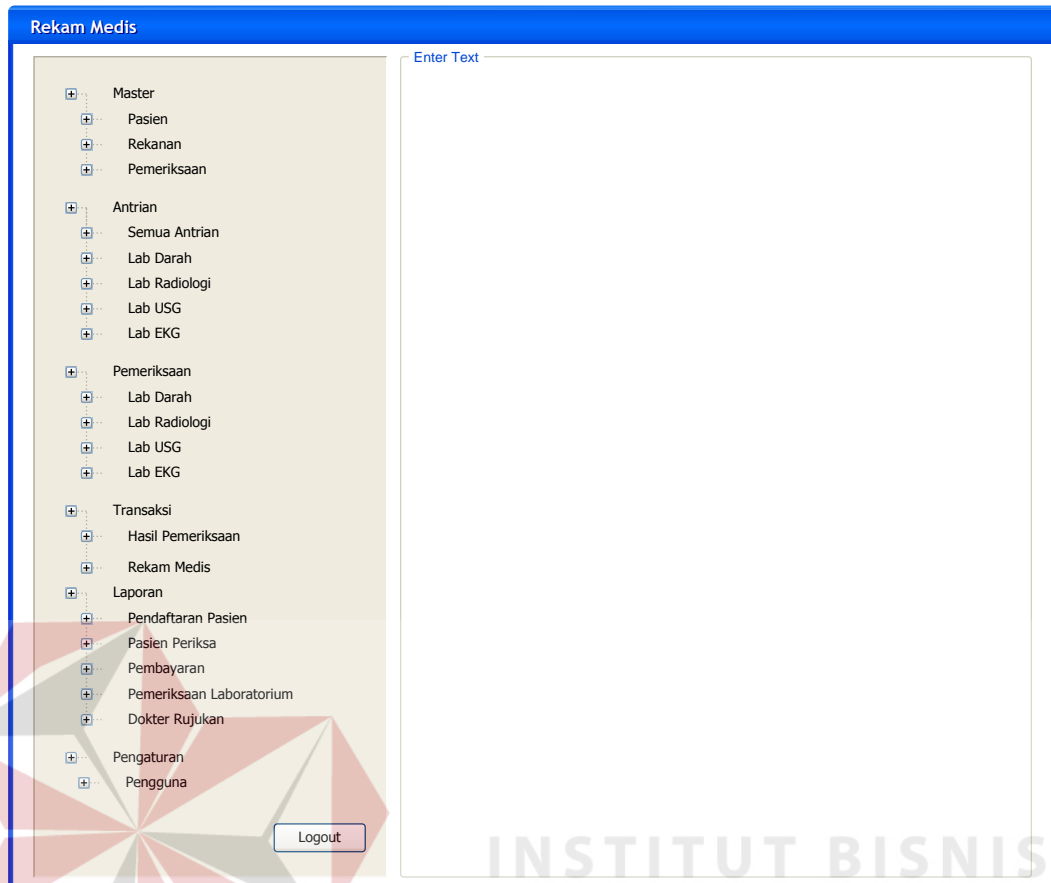 Rekam Medis
Enter Text
Master
Pasien
Rekanan
Pemeriksaan
Antrian
Semua Antrian
Lab Darah
Lab Radiologi
Lab USG
Lab EKG
Pemeriksaan
Lab Darah
Lab Radiologi
Lab USG
Lab EKG
Transaksi
Hasil Pemeriksaan
Rekam Medis
Laporan
Pendaftaran Pasien
Pasien Periksa
Pembayaran
Pemeriksaan Laboratorium
Dokter Rujukan
Pengaturan
Pengguna
Logout
INSTITUT BISNIS